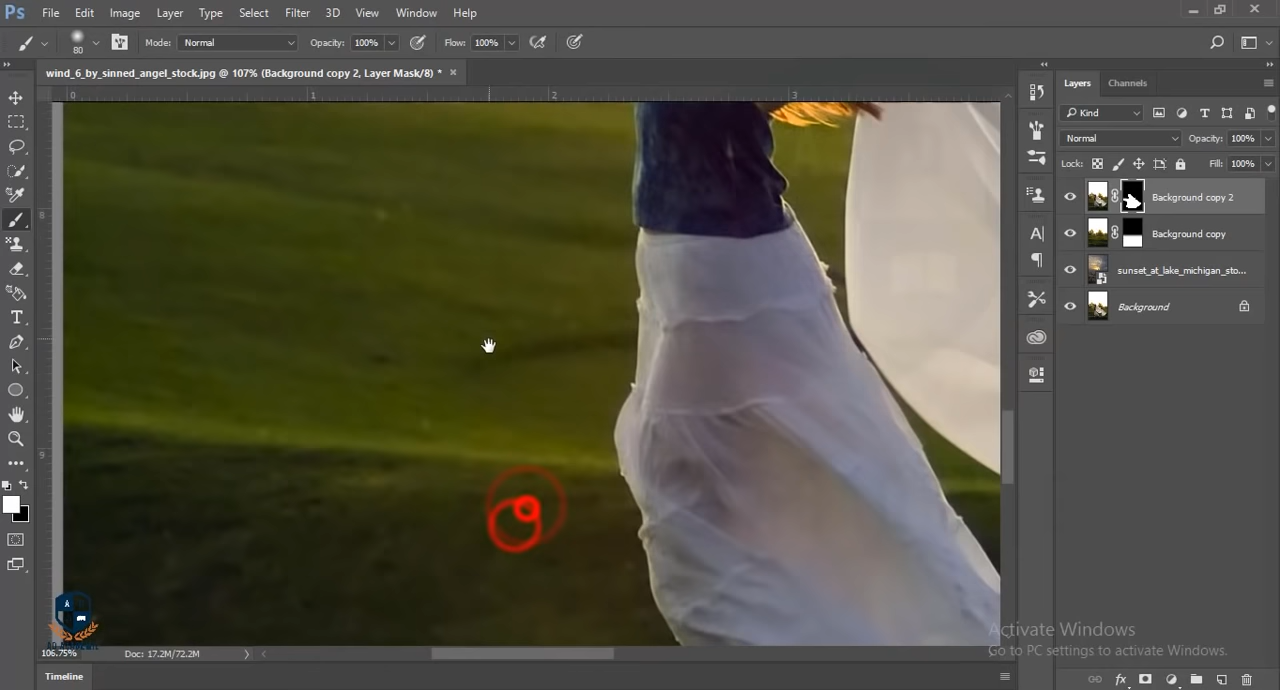 Ps File Edit Image Layer Type Select Filter 3D View Window Help
80 Mode: Normal Opacity: 100% Flow: 100%
wind_6_by_sinned_angel_stock.jpg @ 107% (Background copy 2, Layer Mask/8) * ×
0 1 2 3
8
9
Layers Channels
Kind
Normal Opacity: 100%
Lock: Fill: 100%
Background copy 2
Background copy
sunset_at_lake_michigan_sto...
Background
Activate Windows
Go to PC settings to activate Windows.
106.75% Doc: 17.2M/72.2M
Timeline